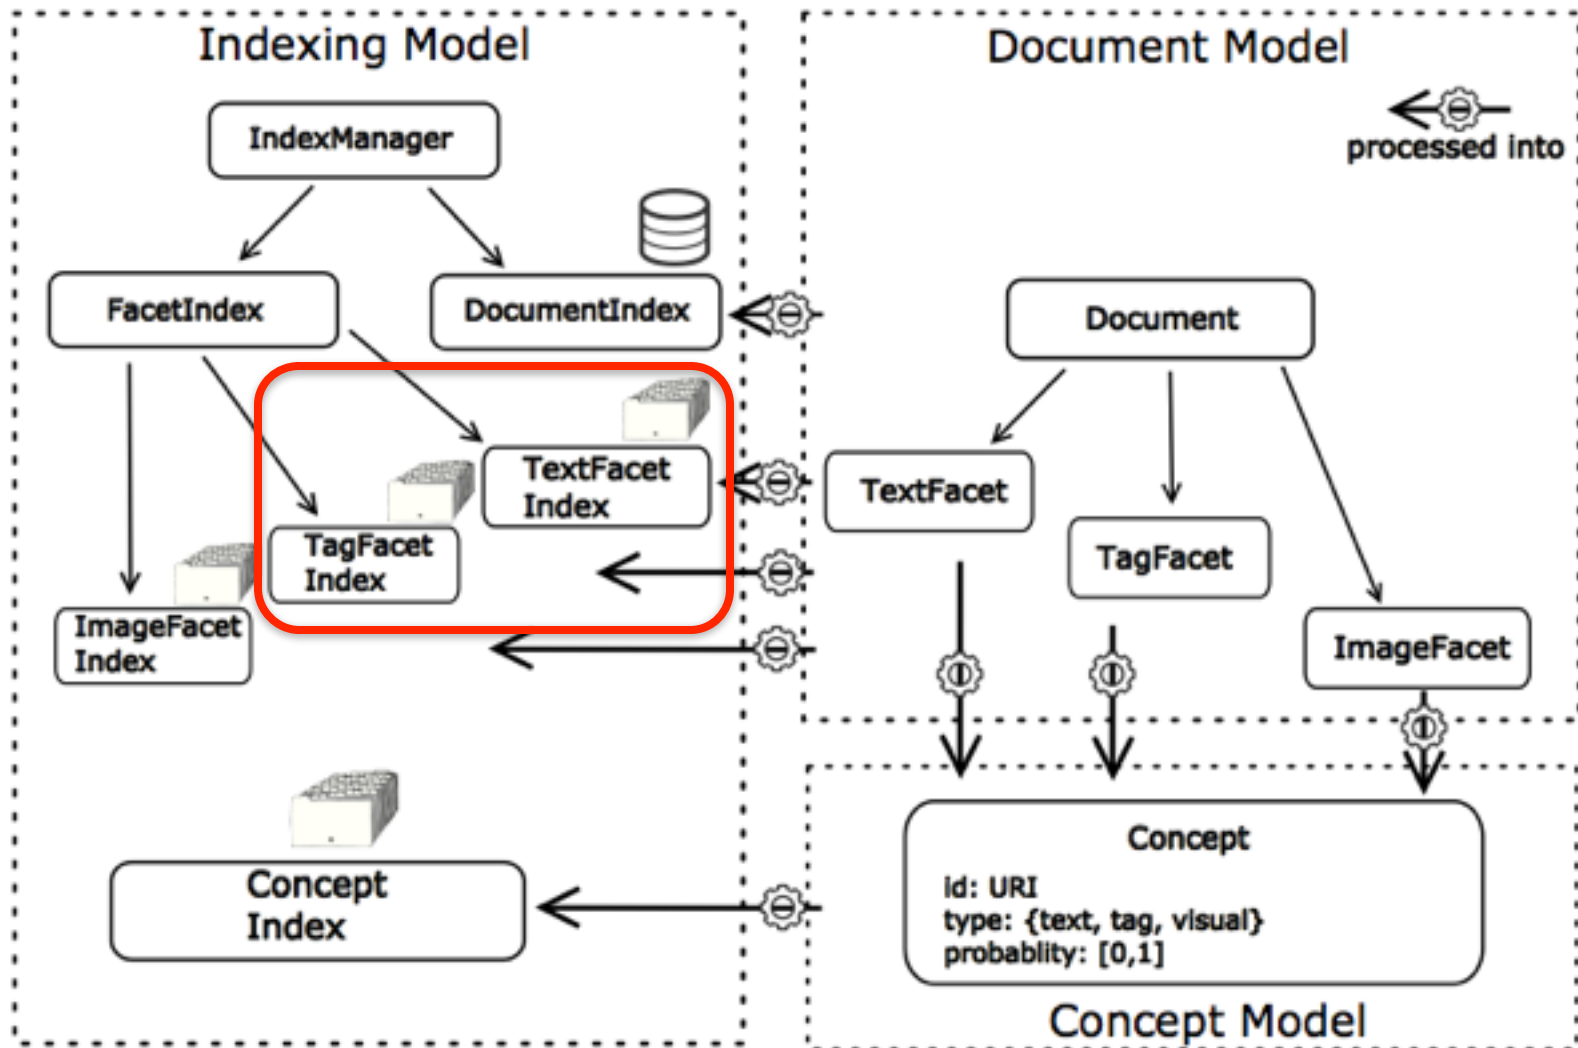 Indexing Model
IndexManager
FacetIndex
DocumentIndex
TextFacet
Index
TagFacet
Index
ImageFacet
Index
Concept
Index
Document Model
processed into
Document
TextFacet
TagFacet
ImageFacet
Concept
id: URI
type: {text, tag, visual}
probablity: [0,1]
Concept Model